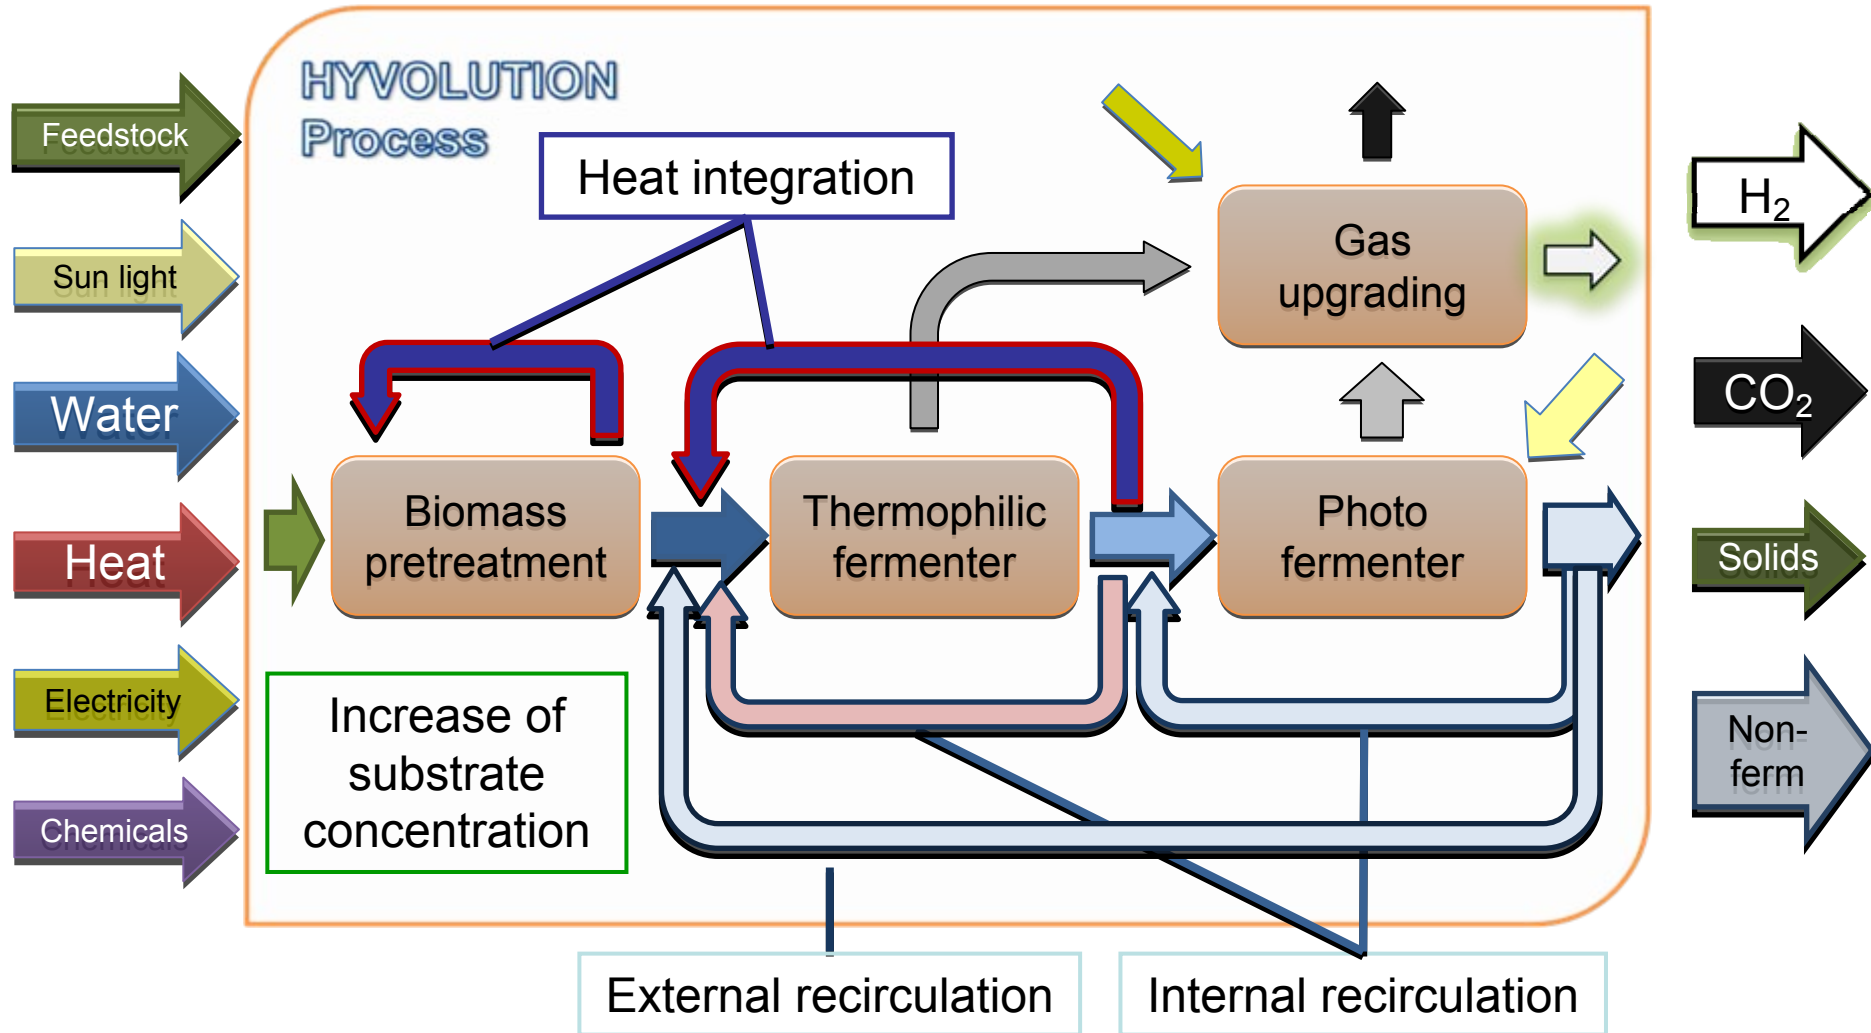 HYVOLUTION
Process
Feedstock
Sun light
Water
Heat
Electricity
Chemicals
Heat integration
Gas
upgrading
Biomass
pretreatment
Thermophilic
fermenter
Photo
fermenter
Increase of
substrate
concentration
External recirculation
Internal recirculation
H₂
CO₂
Solids
Non-
ferm